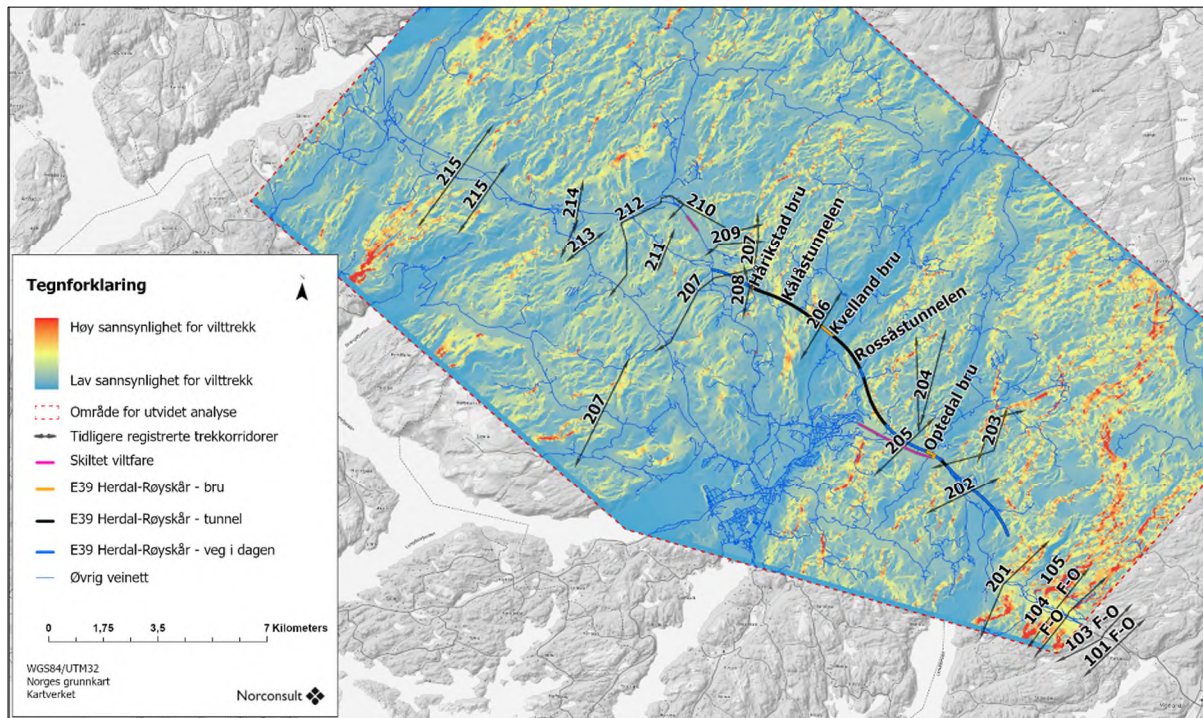 215
215
214
213
212
211
210
209
207
208
207
207
Hårikstad bru
Kålåstunnelen
206
Kvelland bru
Rossåstunnelen
204
205
Optedal bru
203
202
201
105
F-O
104
F-O
103 F-O
101 F-O
Tegnforklaring
N
Høy sannsynlighet for vilttrekk
Lav sannsynlighet for vilttrekk
Område for utvidet analyse
Tidligere registrerte trekkorridorer
Skiltet viltfare
E39 Herdal-Røyskår - bru
E39 Herdal-Røyskår - tunnel
E39 Herdal-Røyskår - veg i dagen
Øvrig veinett
0 1,75 3,5 7 Kilometers
WGS84/UTM32
Norges grunnkart
Kartverket
Norconsult